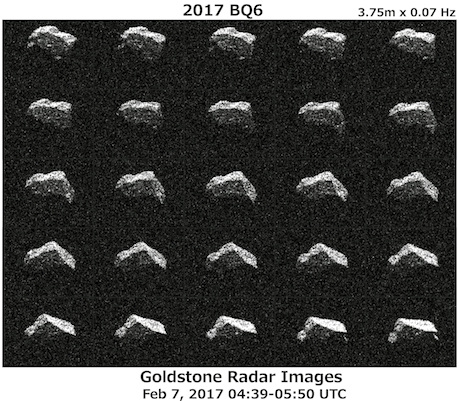 2017 BQ6
3.75m x 0.07 Hz
Goldstone Radar Images
Feb 7, 2017 04:39-05:50 UTC